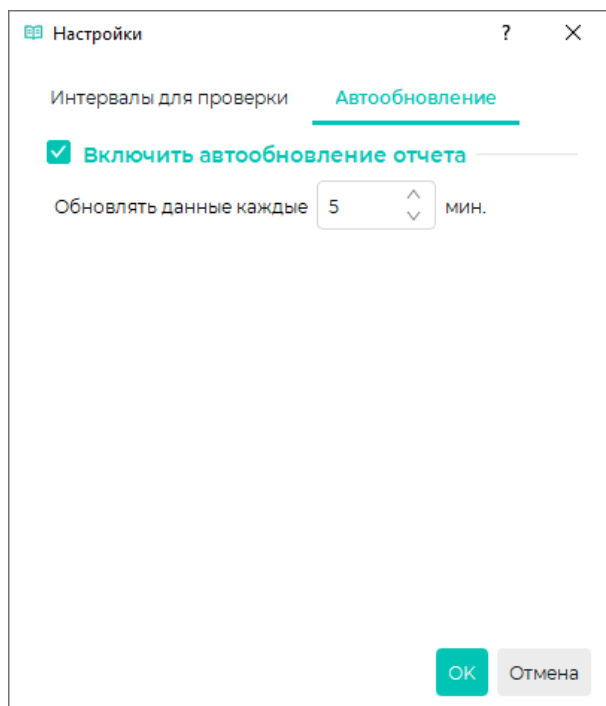 Настройки ?
Интервалы для проверки Автообновление
Включить автообновление отчета
Обновлять данные каждые 5 мин.
OK Отмена